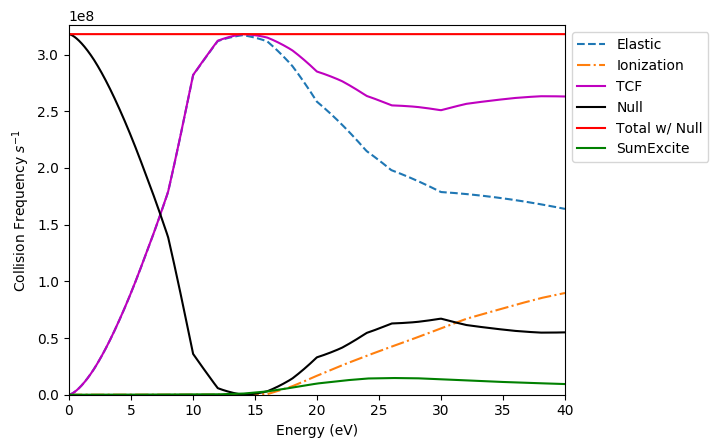 1e8
3.0
2.5
2.0
1.5
1.0
0.5
0.0
Collision Frequency s⁻¹
0 5 10 15 20 25 30 35 40
Energy (eV)
Elastic
Ionization
TCF
Null
Total w/ Null
SumExcite